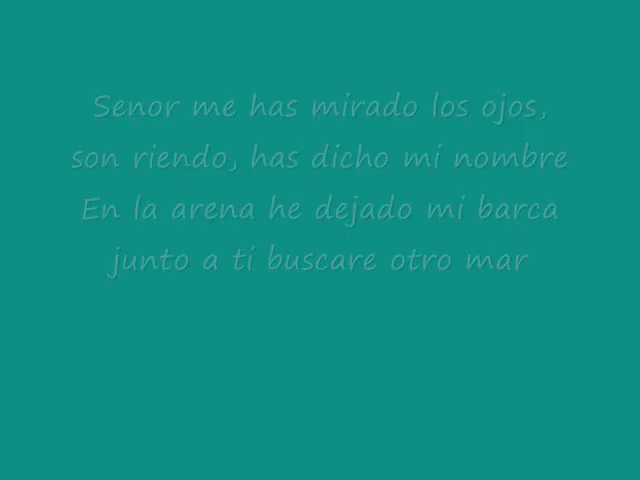 Senor me has mirado los ojos,
son riendo, has dicho mi nombre
En la arena he dejado mi barca
junto a ti buscare otro mar